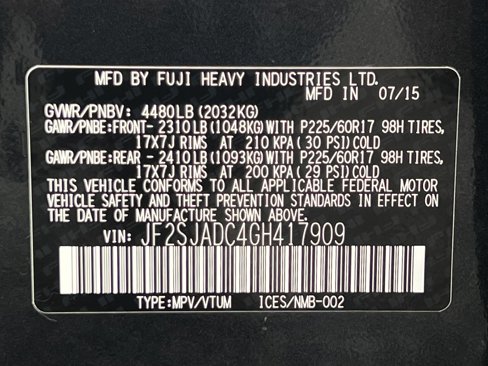 MFD BY FUJI HEAVY INDUSTRIES LTD.
MFD IN 07/15
GVWR/PNBV: 4480LB (2032KG)
GAWR/PNBE:FRONT-2310LB(1048KG)WITH P225/60R17 98H TIRES,
17X7J RIMS AT 210 KPA (30 PSI)COLD
GAWR/PNBE:REAR -2410LB(1093KG)WITH P225/60R17 98H TIRES,
17X7J RIMS AT 200 KPA (29 PSI)COLD
THIS VEHICLE CONFORMS TO ALL APPLICABLE FEDERAL MOTOR
VEHICLE SAFETY AND THEFT PREVENTION STANDARDS IN EFFECT ON
THE DATE OF MANUFACTURE SHOWN ABOVE.
VIN: JF2SJADC4GH417909
TYPE:MPV/VTUM ICES/NMB-002